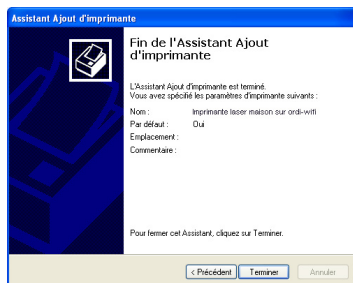 Assistant Ajout d'imprimante
Fin de l'Assistant Ajout
d'imprimante
L'Assistant Ajout d'imprimante est terminé.
Vous avez spécifié les paramètres d'imprimante suivants :
Nom : Imprimante laser maison sur ordi-wifi
Par défaut : Oui
Emplacement :
Commentaire :
Pour fermer cet Assistant, cliquez sur Terminer.
< Précédent Terminer Annuler